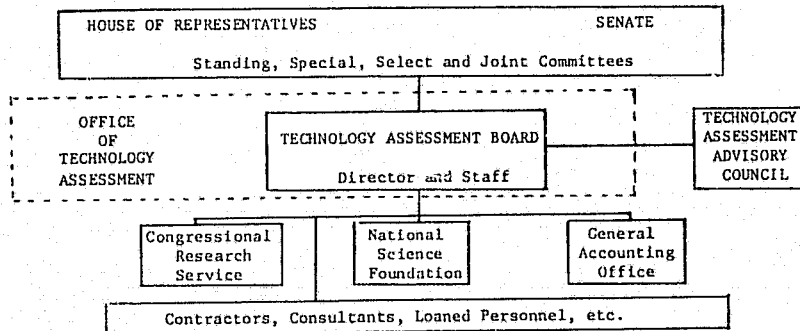 HOUSE OF REPRESENTATIVES SENATE
Standing, Special, Select and Joint Committees
OFFICE
OF
TECHNOLOGY
ASSESSMENT
TECHNOLOGY ASSESSMENT BOARD
Director and Staff
TECHNOLOGY
ASSESSMENT
ADVISORY
COUNCIL
Congressional
Research
Service
National
Science
Foundation
General
Accounting
Office
Contractors, Consultants, Loaned Personnel, etc.